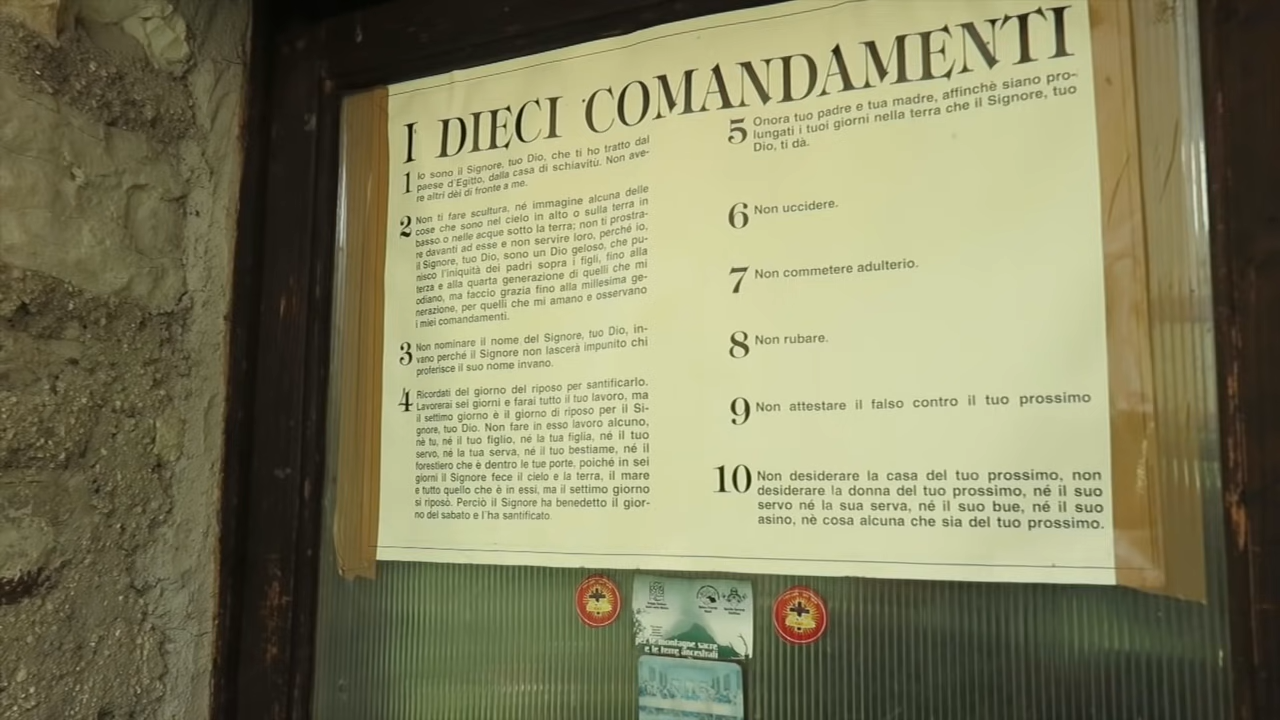 I DIECI COMANDAMENTI
1 Io sono il Signore, tuo Dio, che ti ho tratto dal
paese d'Egitto, dalla casa di schiavitù. Non ave-
re altri dèi di fronte a me.
2 Non ti fare scultura, né immagine alcuna delle
cose che sono nel cielo in alto o sulla terra in
basso o nelle acque sotto la terra; non ti prostra-
re davanti ad esse e non servire loro, perché io,
il Signore, tuo Dio, sono un Dio geloso, che pu-
nisco l'iniquità dei padri sopra i figli, fino alla
terza e alla quarta generazione di quelli che mi
odiano, ma faccio grazia fino alla millesima ge-
nerazione, per quelli che mi amano e osservano
i miei comandamenti.
3 Non nominare il nome del Signore, tuo Dio, in-
vano perché il Signore non lascerà impunito chi
proferisce il suo nome invano.
4 Ricordati del giorno del riposo per santificarlo.
Lavorerai sei giorni e farai tutto il tuo lavoro, ma
il settimo giorno è il giorno di riposo per il Si-
gnore, tuo Dio. Non fare in esso lavoro alcuno,
nè tu, né il tuo figlio, né la tua figlia, né il tuo
servo, né la tua serva, né il tuo bestiame, né il
forestiero che è dentro le tue porte, poiché in sei
giorni il Signore fece il cielo e la terra, il mare
e tutto quello che è in essi, ma il settimo giorno
si riposò. Perciò il Signore ha benedetto il gior-
no del sabato e l'ha santificato.
5 Onora tuo padre e tua madre, affinchè siano pro-
lungati i tuoi giorni nella terra che il Signore, tuo
Dio, ti dà.
6 Non uccidere.
7 Non commetere adulterio.
8 Non rubare.
9 Non attestare il falso contro il tuo prossimo
10 Non desiderare la casa del tuo prossimo, non
desiderare la donna del tuo prossimo, né il suo
servo né la sua serva, né il suo bue, né il suo
asino, nè cosa alcuna che sia del tuo prossimo.
per le montagne sacre
e le terre ancestrali